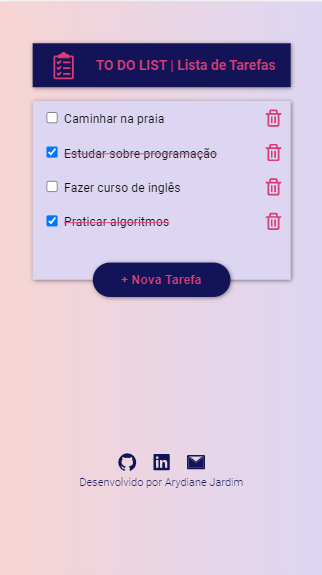 TO DO LIST | Lista de Tarefas
Caminhar na praia
Estudar sobre programação
Fazer curso de inglês
Praticar algoritmos
+ Nova Tarefa
in
Desenvolvido por Arydiane Jardim